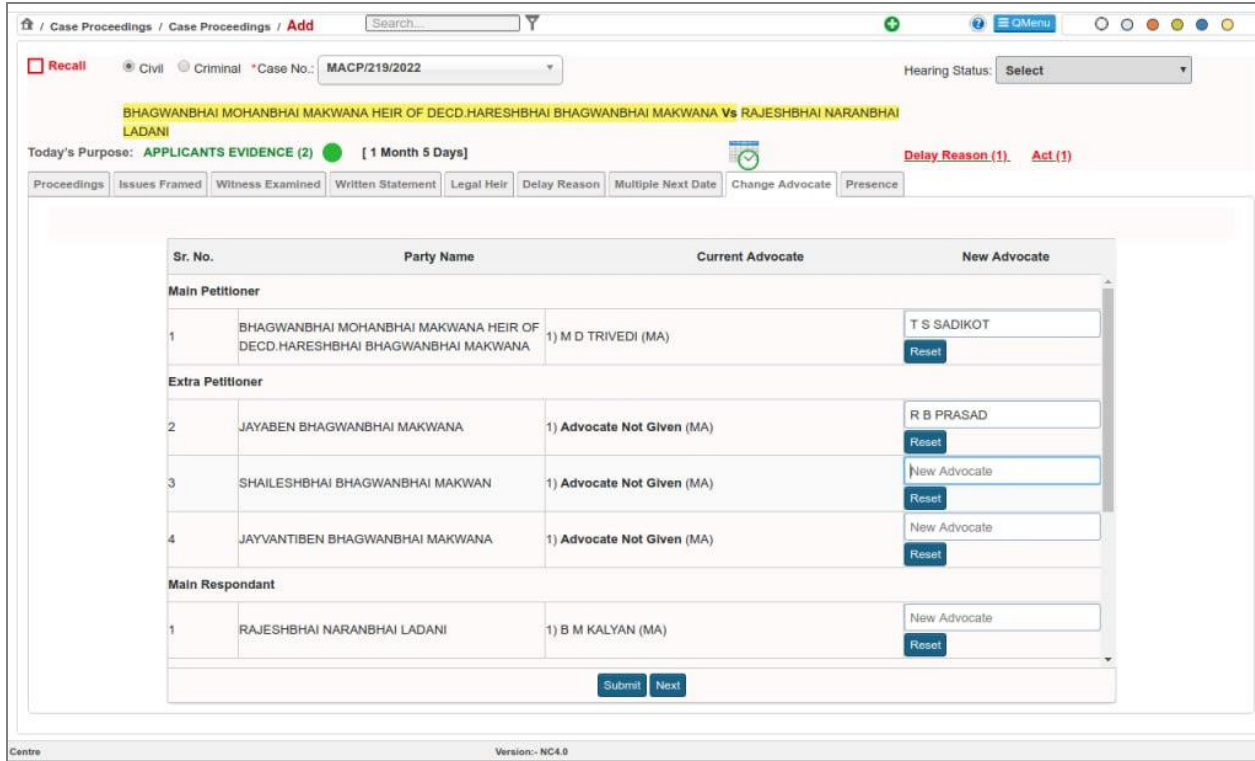 / Case Proceedings / Case Proceedings / Add Search... QMenu
Recall Civil Criminal *Case No.: MACP/219/2022 Hearing Status: Select
BHAGWANBHAI MOHANBHAI MAKWANA HEIR OF DECD.HARESHBHAI BHAGWANBHAI MAKWANA Vs RAJESHBHAI NARANBHAI
LADANI
Today's Purpose: APPLICANTS EVIDENCE (2) [ 1 Month 5 Days] Delay Reason (1) Act (1)
Proceedings Issues Framed Witness Examined Written Statement Legal Heir Delay Reason Multiple Next Date Change Advocate Presence
Sr. No. Party Name Current Advocate New Advocate
Main Petitioner
1 BHAGWANBHAI MOHANBHAI MAKWANA HEIR OF DECD.HARESHBHAI BHAGWANBHAI MAKWANA 1) M D TRIVEDI (MA) T S SADIKOT
Reset
Extra Petitioner
2 JAYABEN BHAGWANBHAI MAKWANA 1) Advocate Not Given (MA) R B PRASAD
Reset
3 SHAILESHBHAI BHAGWANBHAI MAKWAN 1) Advocate Not Given (MA) New Advocate
Reset
4 JAYVANTIBEN BHAGWANBHAI MAKWANA 1) Advocate Not Given (MA) New Advocate
Reset
Main Respondant
1 RAJESHBHAI NARANBHAI LADANI 1) B M KALYAN (MA) New Advocate
Reset
Submit Next
Centre Version:- NC4.0